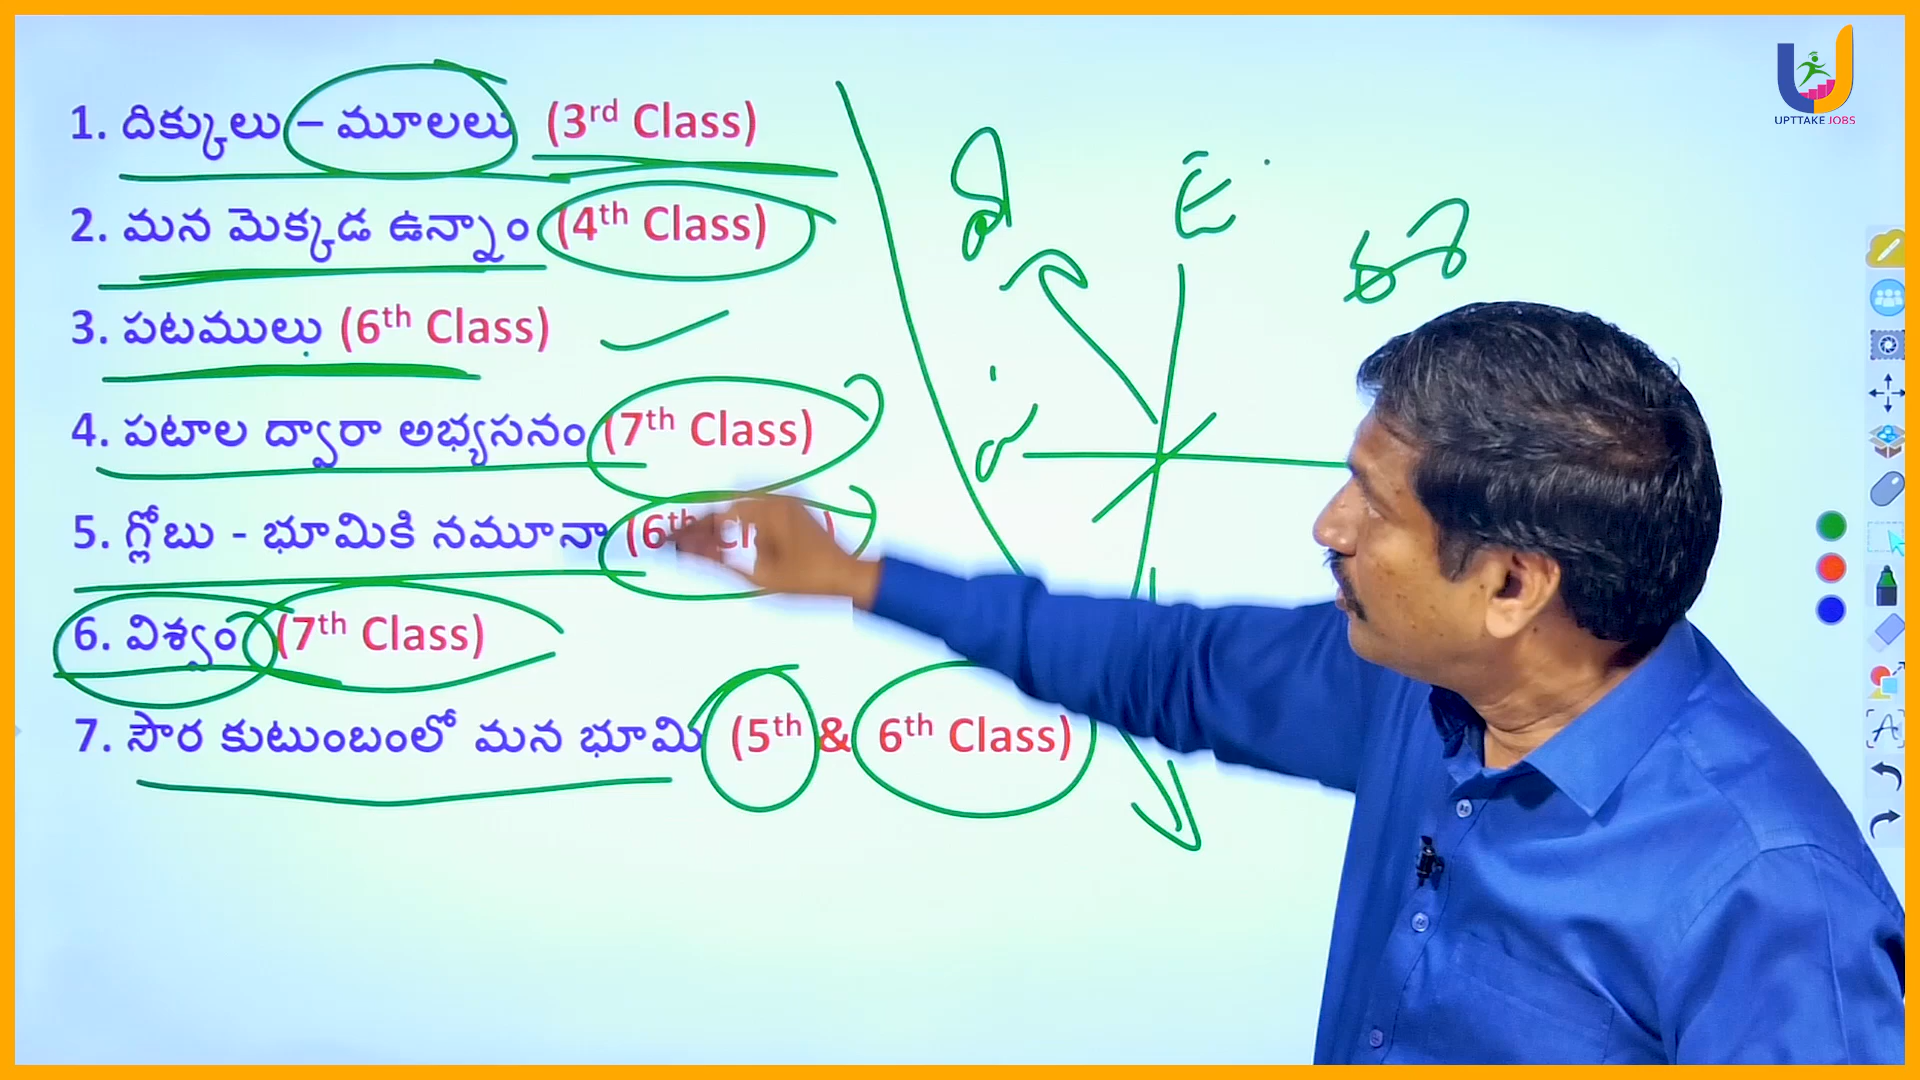 1. దిక్కులు – మూలలు (3rd Class)
2. మన మెక్కడ ఉన్నాం (4th Class)
3. పటములు (6th Class)
4. పటాల ద్వారా అభ్యసనం (7th Class)
5. గ్లోబు - భూమికి నమూనా (6th
6. విశ్వం (7th Class)
7. సౌర కుటుంబంలో మన భూమి (5th & 6th Class)
E
UPTTAKE JOBS